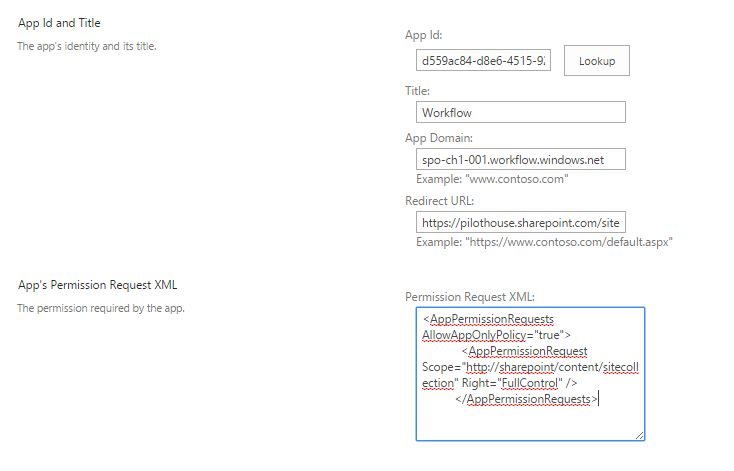 App Id and Title
The app's identity and its title.
App Id:
d559ac84-d8e6-4515-92
Lookup
Title:
Workflow
App Domain:
spo-ch1-001.workflow.windows.net
Example: "www.contoso.com"
Redirect URL:
https://pilothouse.sharepoint.com/site
Example: "https://www.contoso.com/default.aspx"
App's Permission Request XML
The permission required by the app.
Permission Request XML:
<AppPermissionRequests
AllowAppOnlyPolicy="true">
<AppPermissionRequest
Scope="http://sharepoint/content/sitecoll
ection" Right="FullControl" />
</AppPermissionRequests>